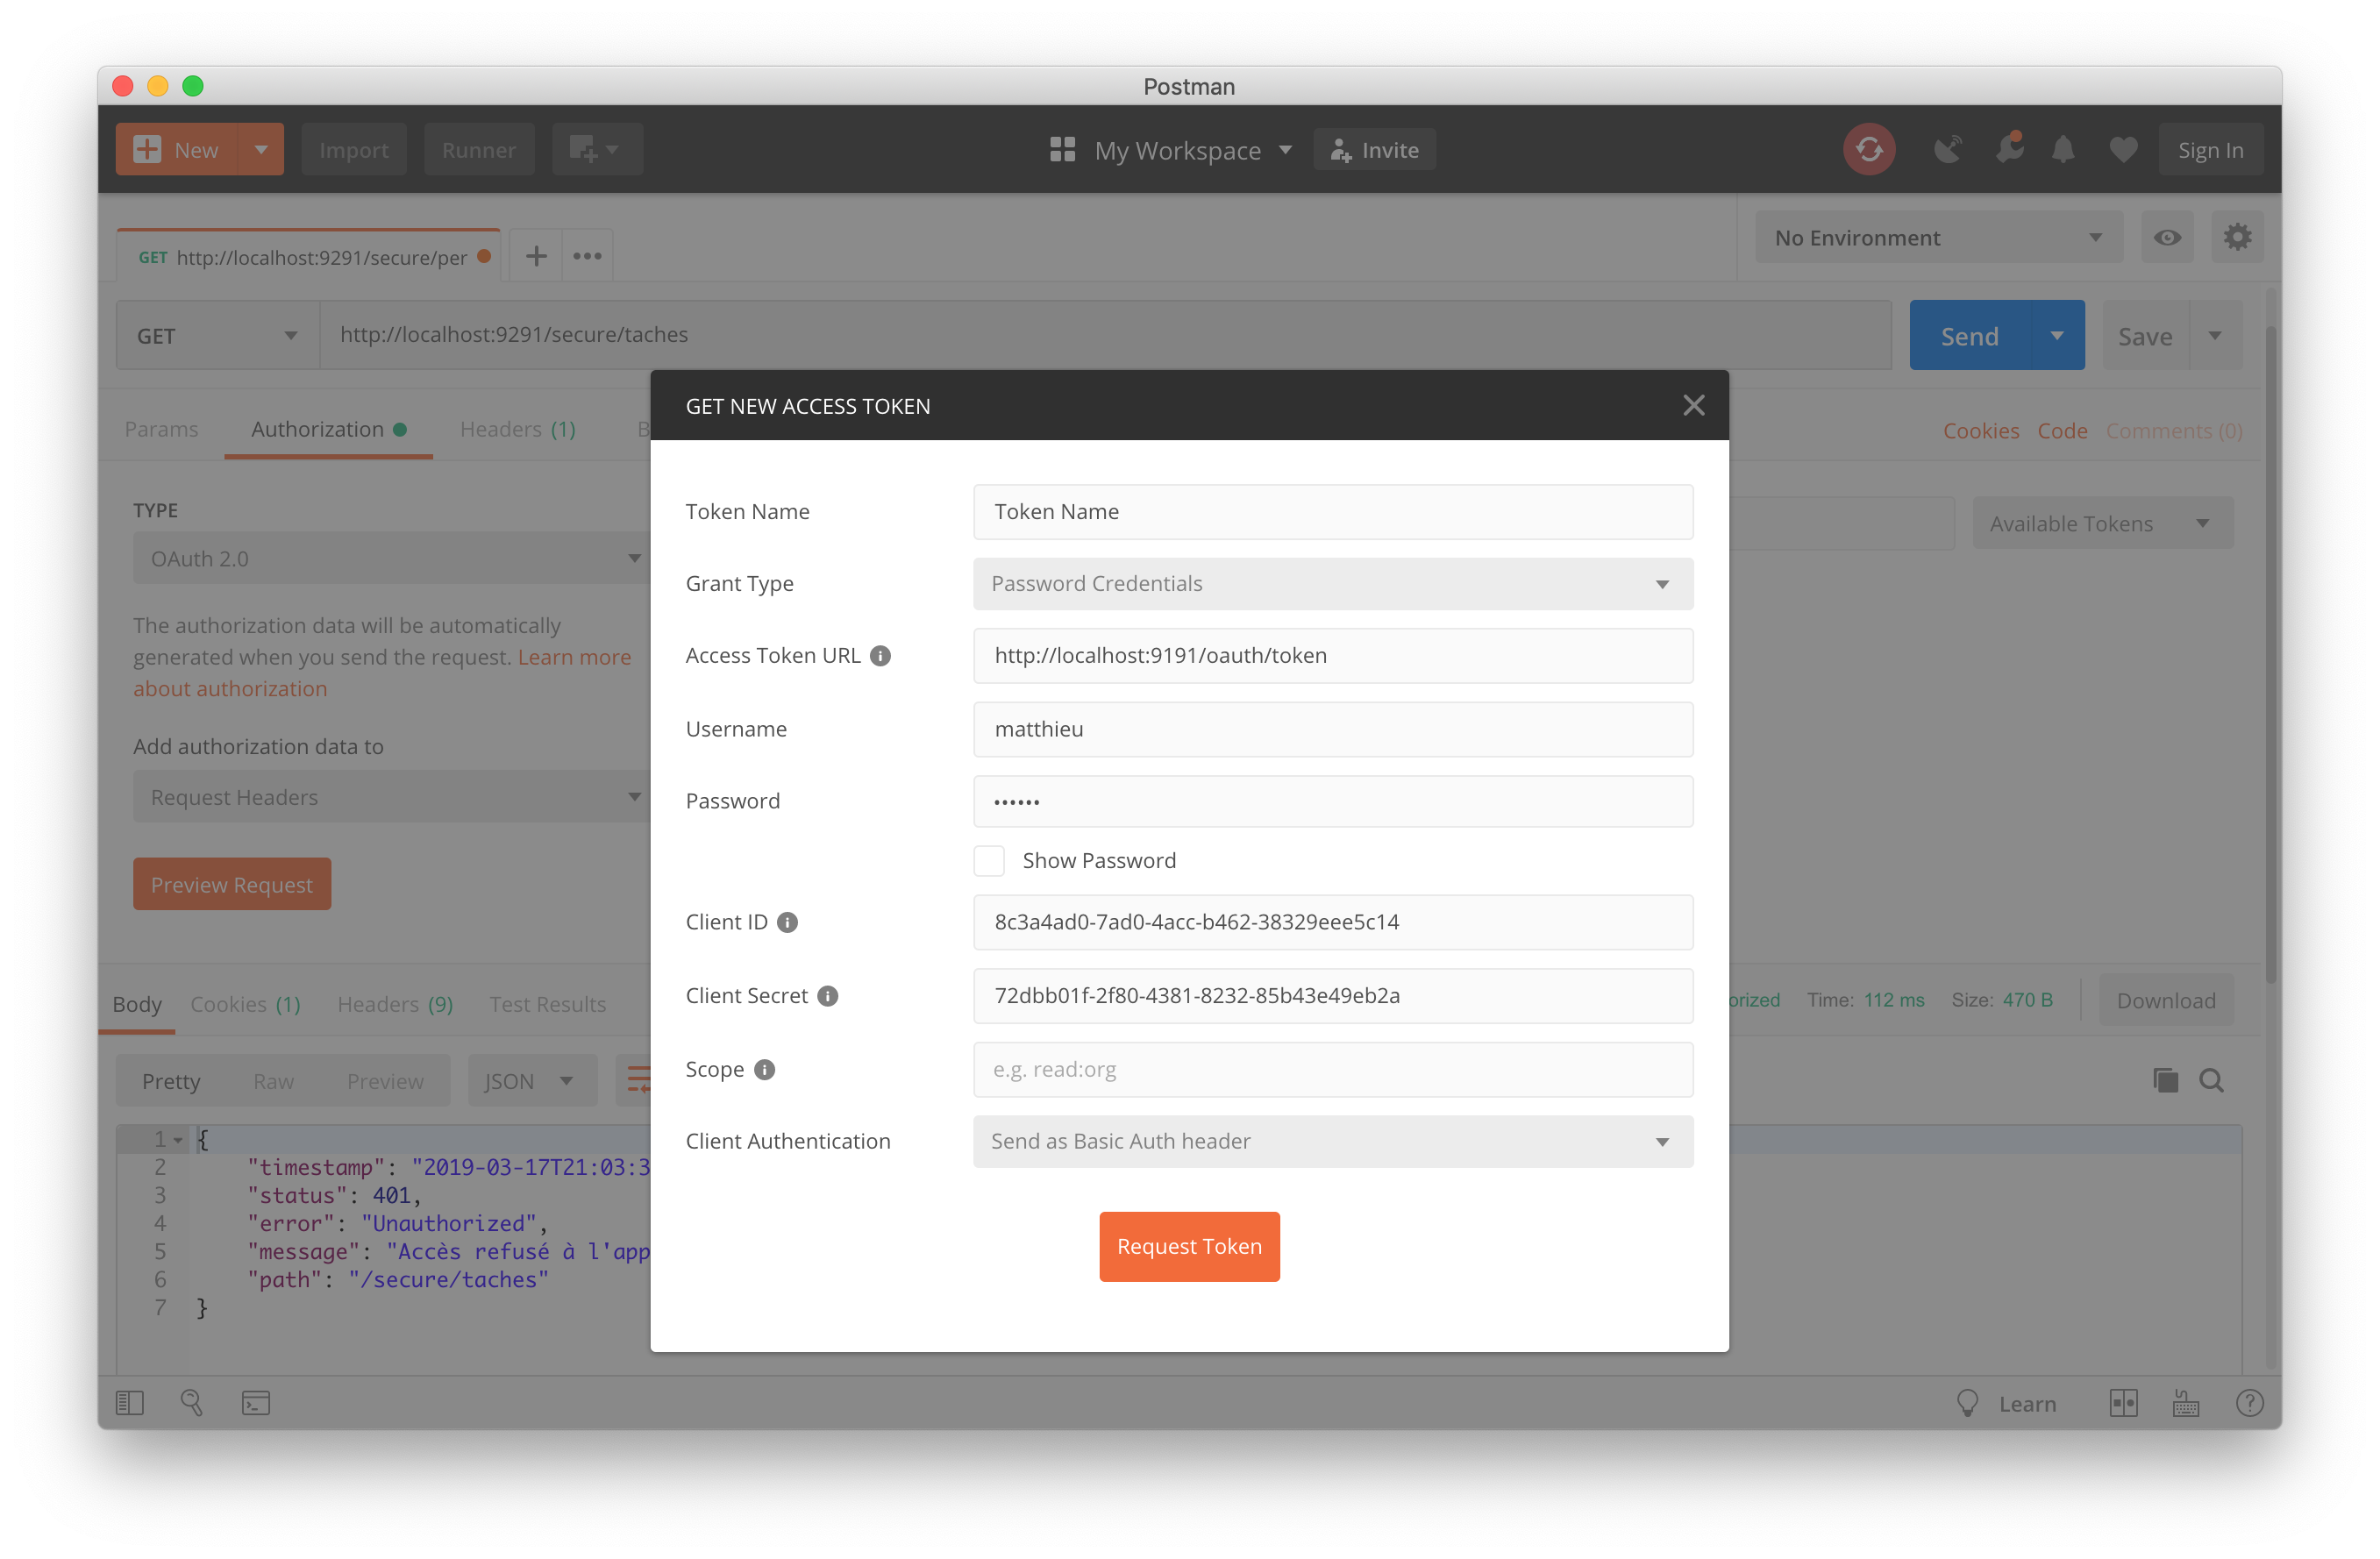 Postman
New
Import
Runner
My Workspace
Invite
Sign In
GET http://localhost:9291/secure/per
No Environment
GET
http://localhost:9291/secure/taches
Send
Save
Params
Authorization
Headers (1)
B
Cookies
Code
Comments (0)
TYPE
OAuth 2.0
The authorization data will be automatically
generated when you send the request. Learn more
about authorization
Add authorization data to
Request Headers
Preview Request
Available Tokens
GET NEW ACCESS TOKEN
Token Name
Token Name
Grant Type
Password Credentials
Access Token URL
http://localhost:9191/oauth/token
Username
matthieu
Password
••••••
Show Password
Client ID
8c3a4ad0-7ad0-4acc-b462-38329eee5c14
Client Secret
72dbb01f-2f80-4381-8232-85b43e49eb2a
Scope
e.g. read:org
Client Authentication
Send as Basic Auth header
Request Token
Body
Cookies (1)
Headers (9)
Test Results
orized
Time: 112 ms
Size: 470 B
Download
Pretty
Raw
Preview
JSON
1 {
2 "timestamp": "2019-03-17T21:03:3
3 "status": 401,
4 "error": "Unauthorized",
5 "message": "Accès refusé à l'app
6 "path": "/secure/taches"
7 }
Learn